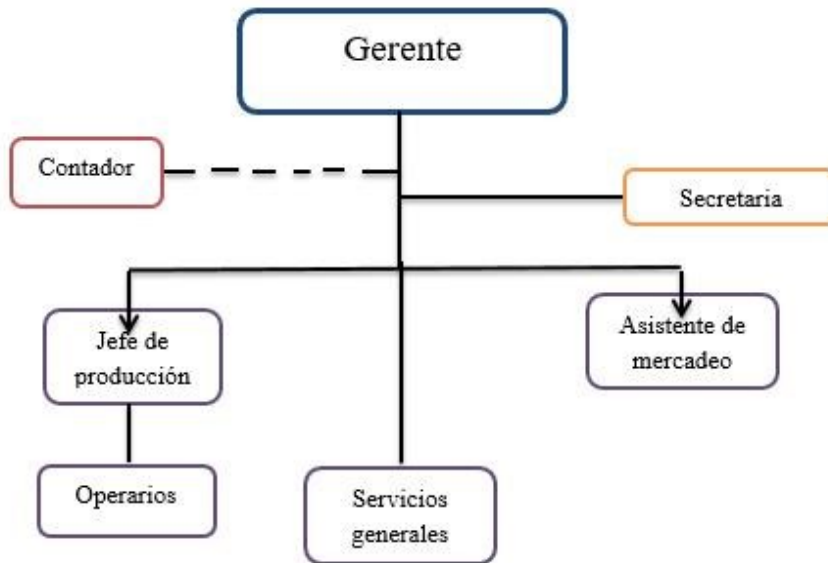 Gerente
Contador
Secretaria
Jefe de
producción
Asistente de
mercadeo
Operarios
Servicios
generales